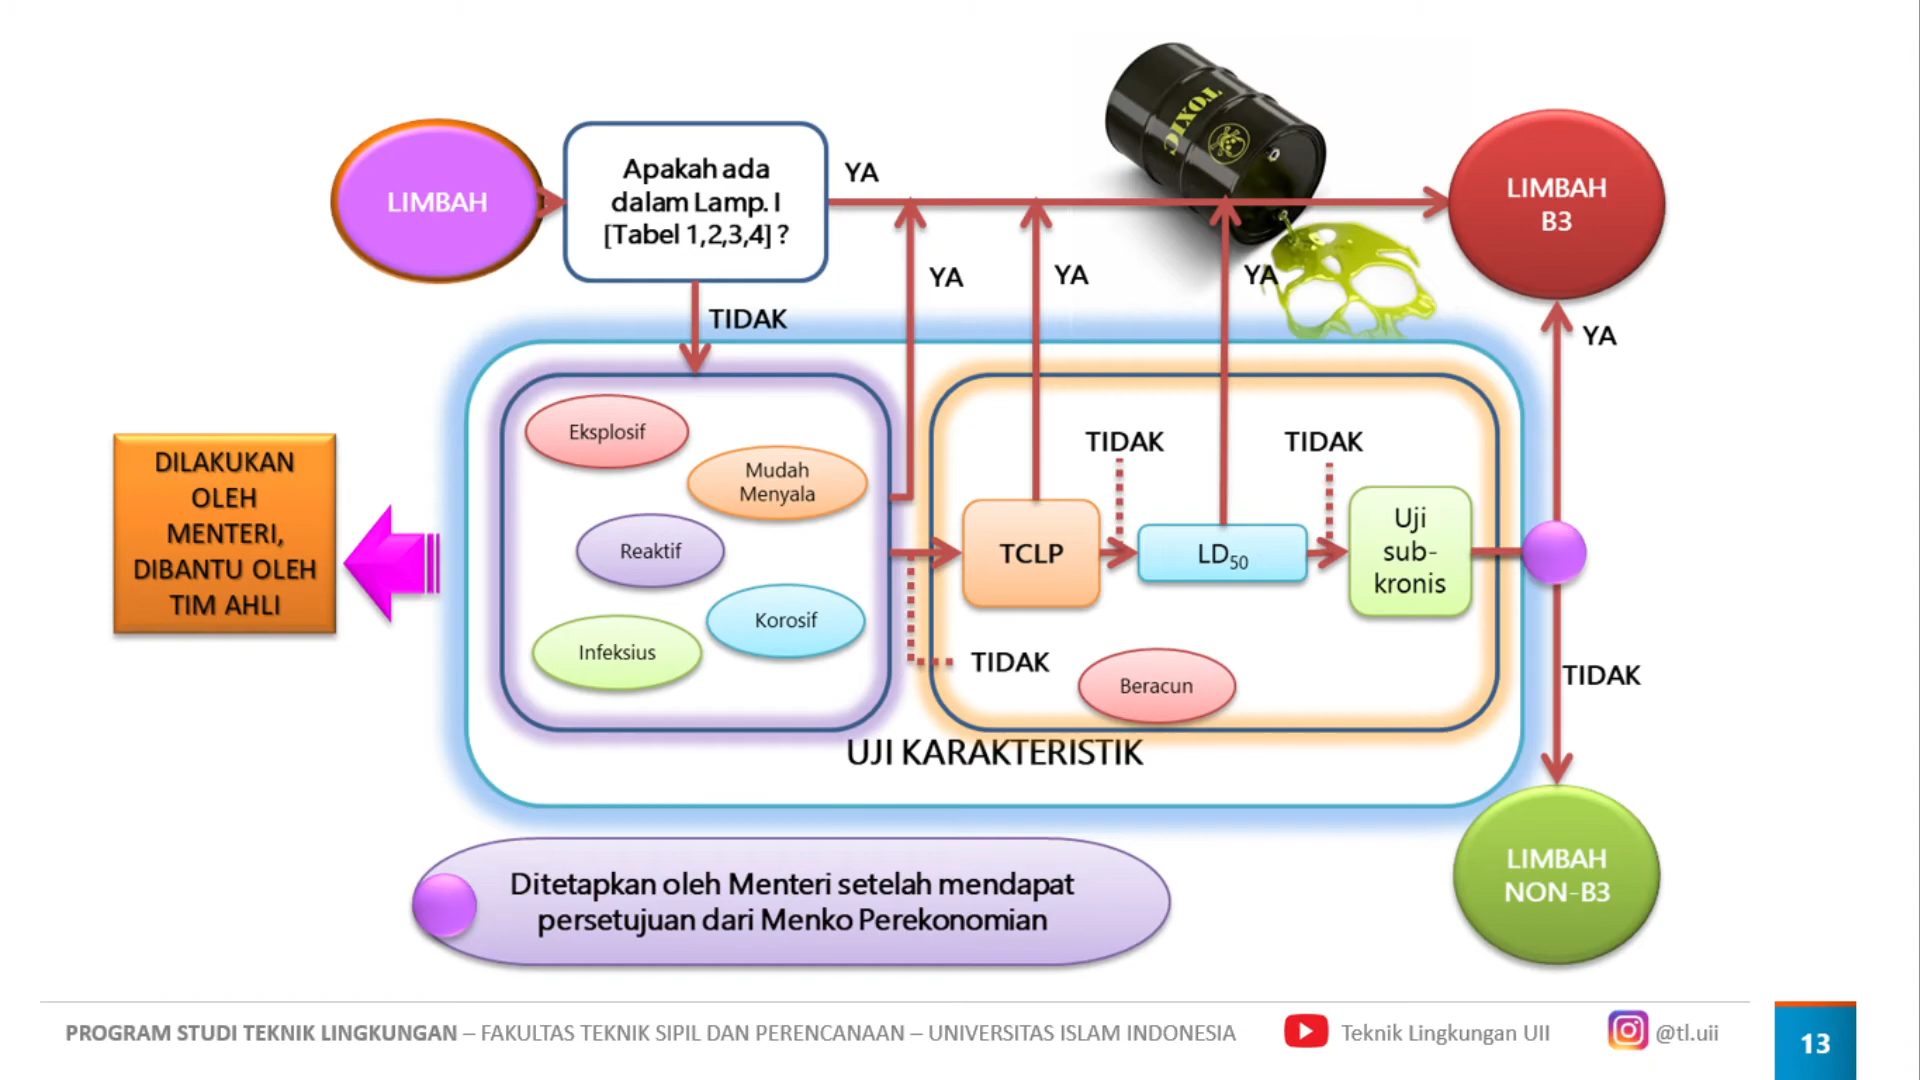 LIMBAH
Apakah ada
dalam Lamp. I
[Tabel 1,2,3,4] ?
YA
TOXIC
LIMBAH
B3
YA
YA
YA
YA
TIDAK
Eksplosif
Mudah
Menyala
Reaktif
Korosif
Infeksius
TIDAK
TIDAK
TCLP
LD50
Uji
sub-
kronis
TIDAK
Beracun
TIDAK
UJI KARAKTERISTIK
DILAKUKAN
OLEH
MENTERI,
DIBANTU OLEH
TIM AHLI
LIMBAH
NON-B3
Ditetapkan oleh Menteri setelah mendapat
persetujuan dari Menko Perekonomian
PROGRAM STUDI TEKNIK LINGKUNGAN – FAKULTAS TEKNIK SIPIL DAN PERENCANAAN – UNIVERSITAS ISLAM INDONESIA
Teknik Lingkungan UII
@tl.uii
13